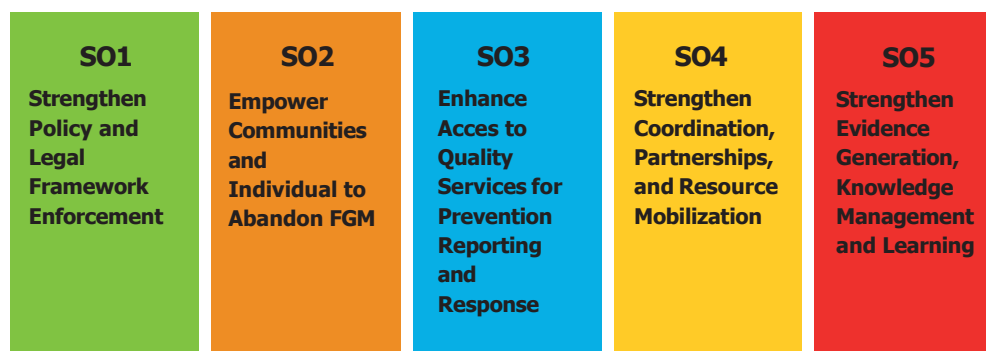 SO1
Strengthen
Policy and
Legal
Framework
Enforcement
SO2
Empower
Communities
and
Individual to
Abandon FGM
SO3
Enhance
Acces to
Quality
Services for
Prevention
Reporting
and
Response
SO4
Strengthen
Coordination,
Partnerships,
and Resource
Mobilization
SO5
Strengthen
Evidence
Generation,
Knowledge
Management
and Learning